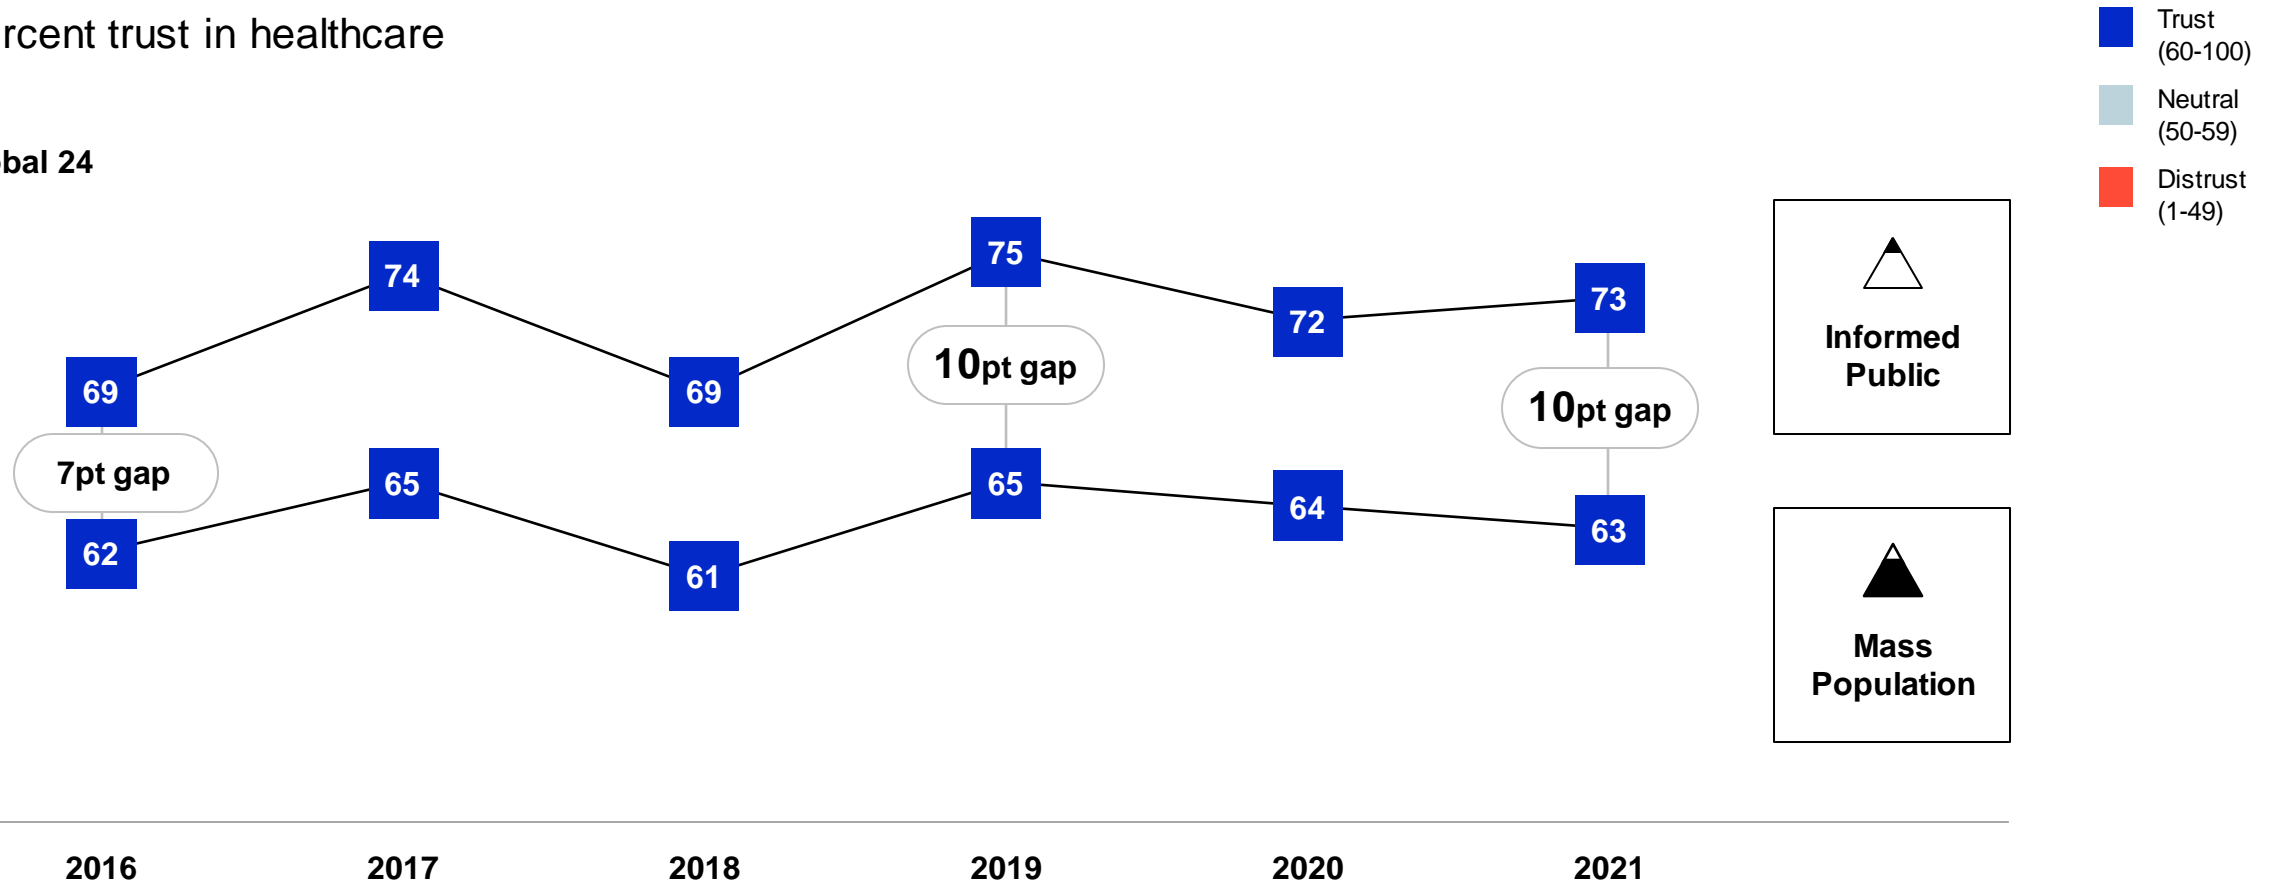 rcent trust in healthcare
Trust
(60-100)
Neutral
(50-59)
Distrust
(1-49)
bal 24
75
74
73
72
69
69
10pt gap
10pt gap
7pt gap
65
65
64
63
62
61
Informed
Public
Mass
Population
2016
2017
2018
2019
2020
2021